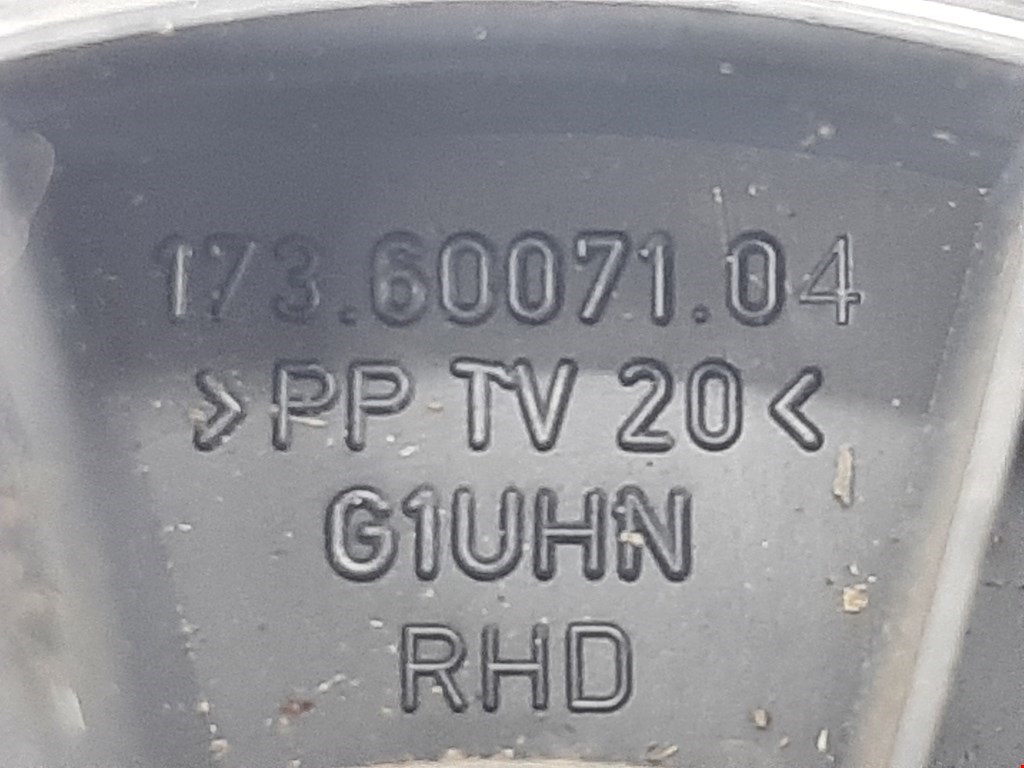 173.60071.04
>PP TV 20<
G1UHN
RHD